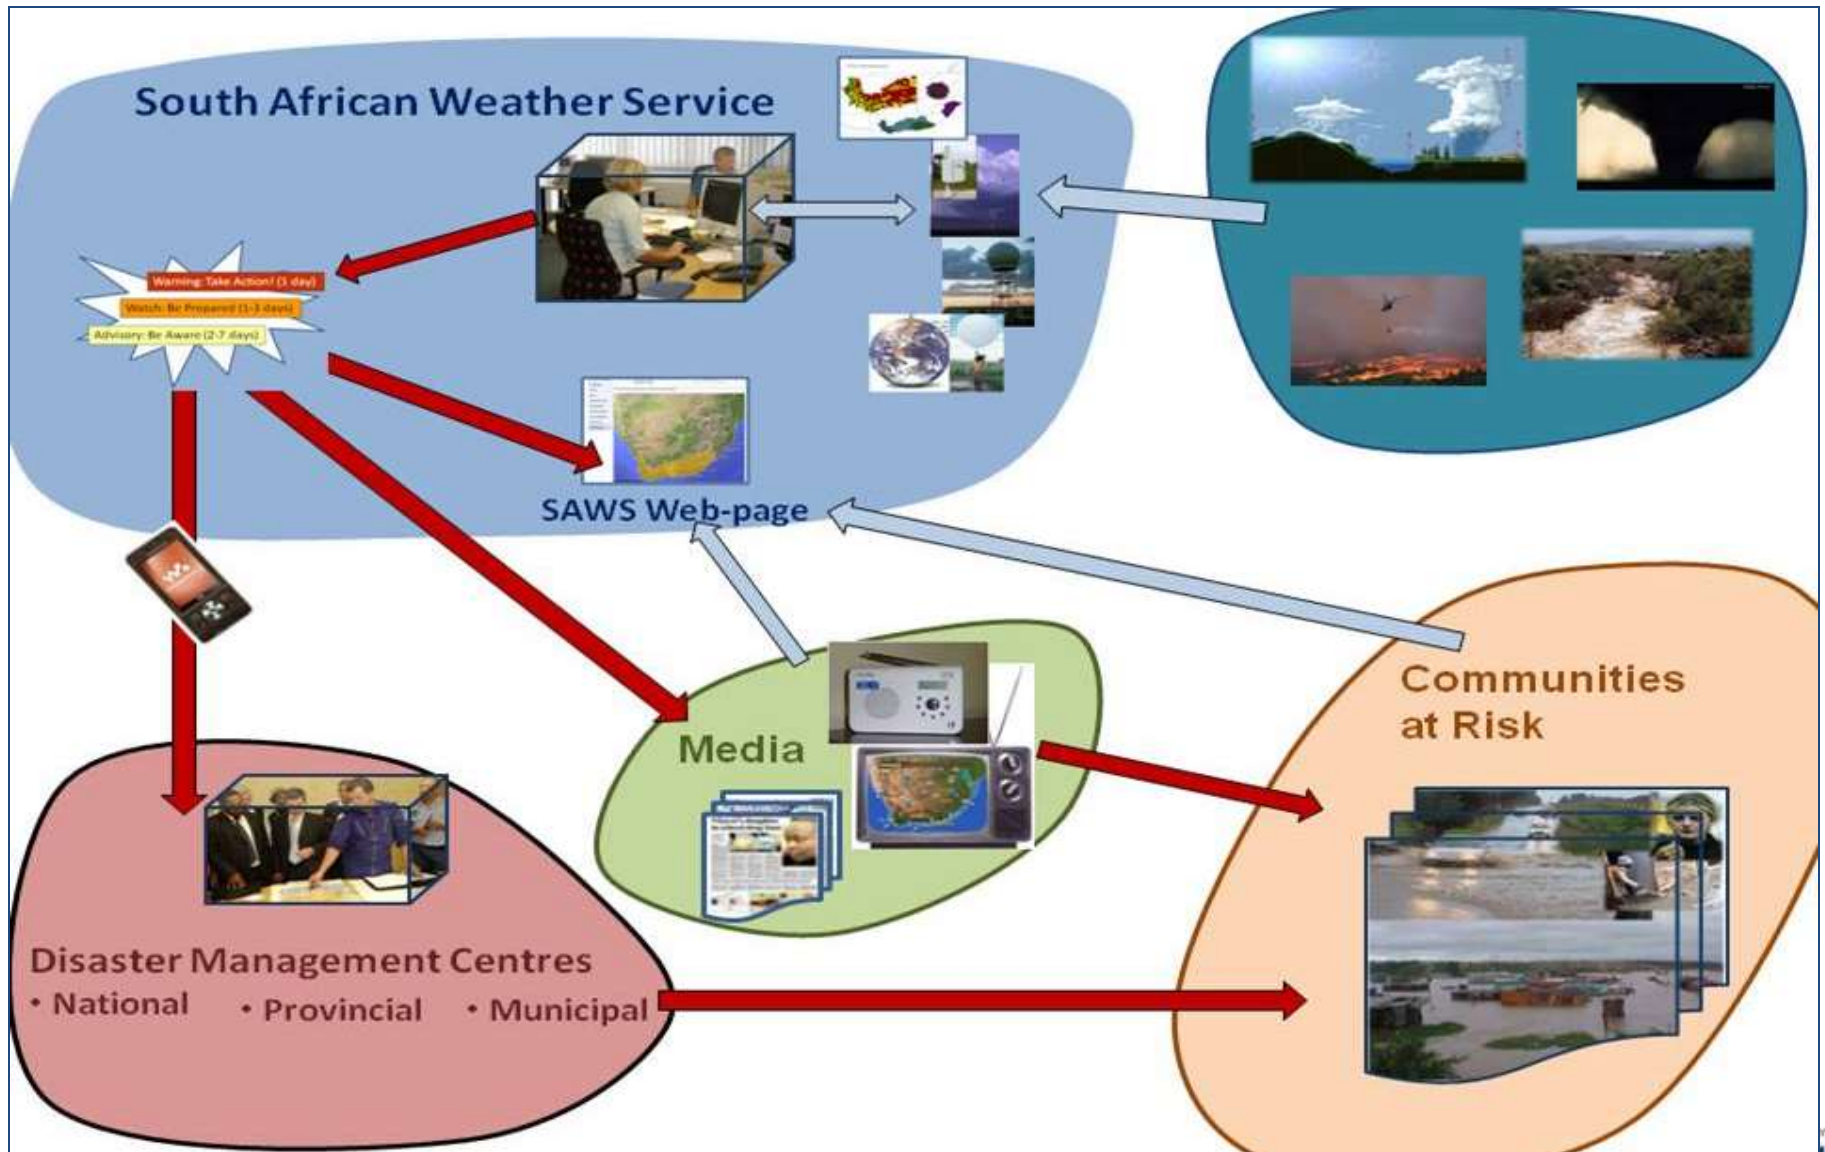 South African Weather Service
Warning: Take Action! (1 day)
Watch: Be Prepared (1-3 days)
Advisory: Be Aware (2-7 days)
SAWS Web-page
Media
Communities
at Risk
Disaster Management Centres
• National • Provincial • Municipal